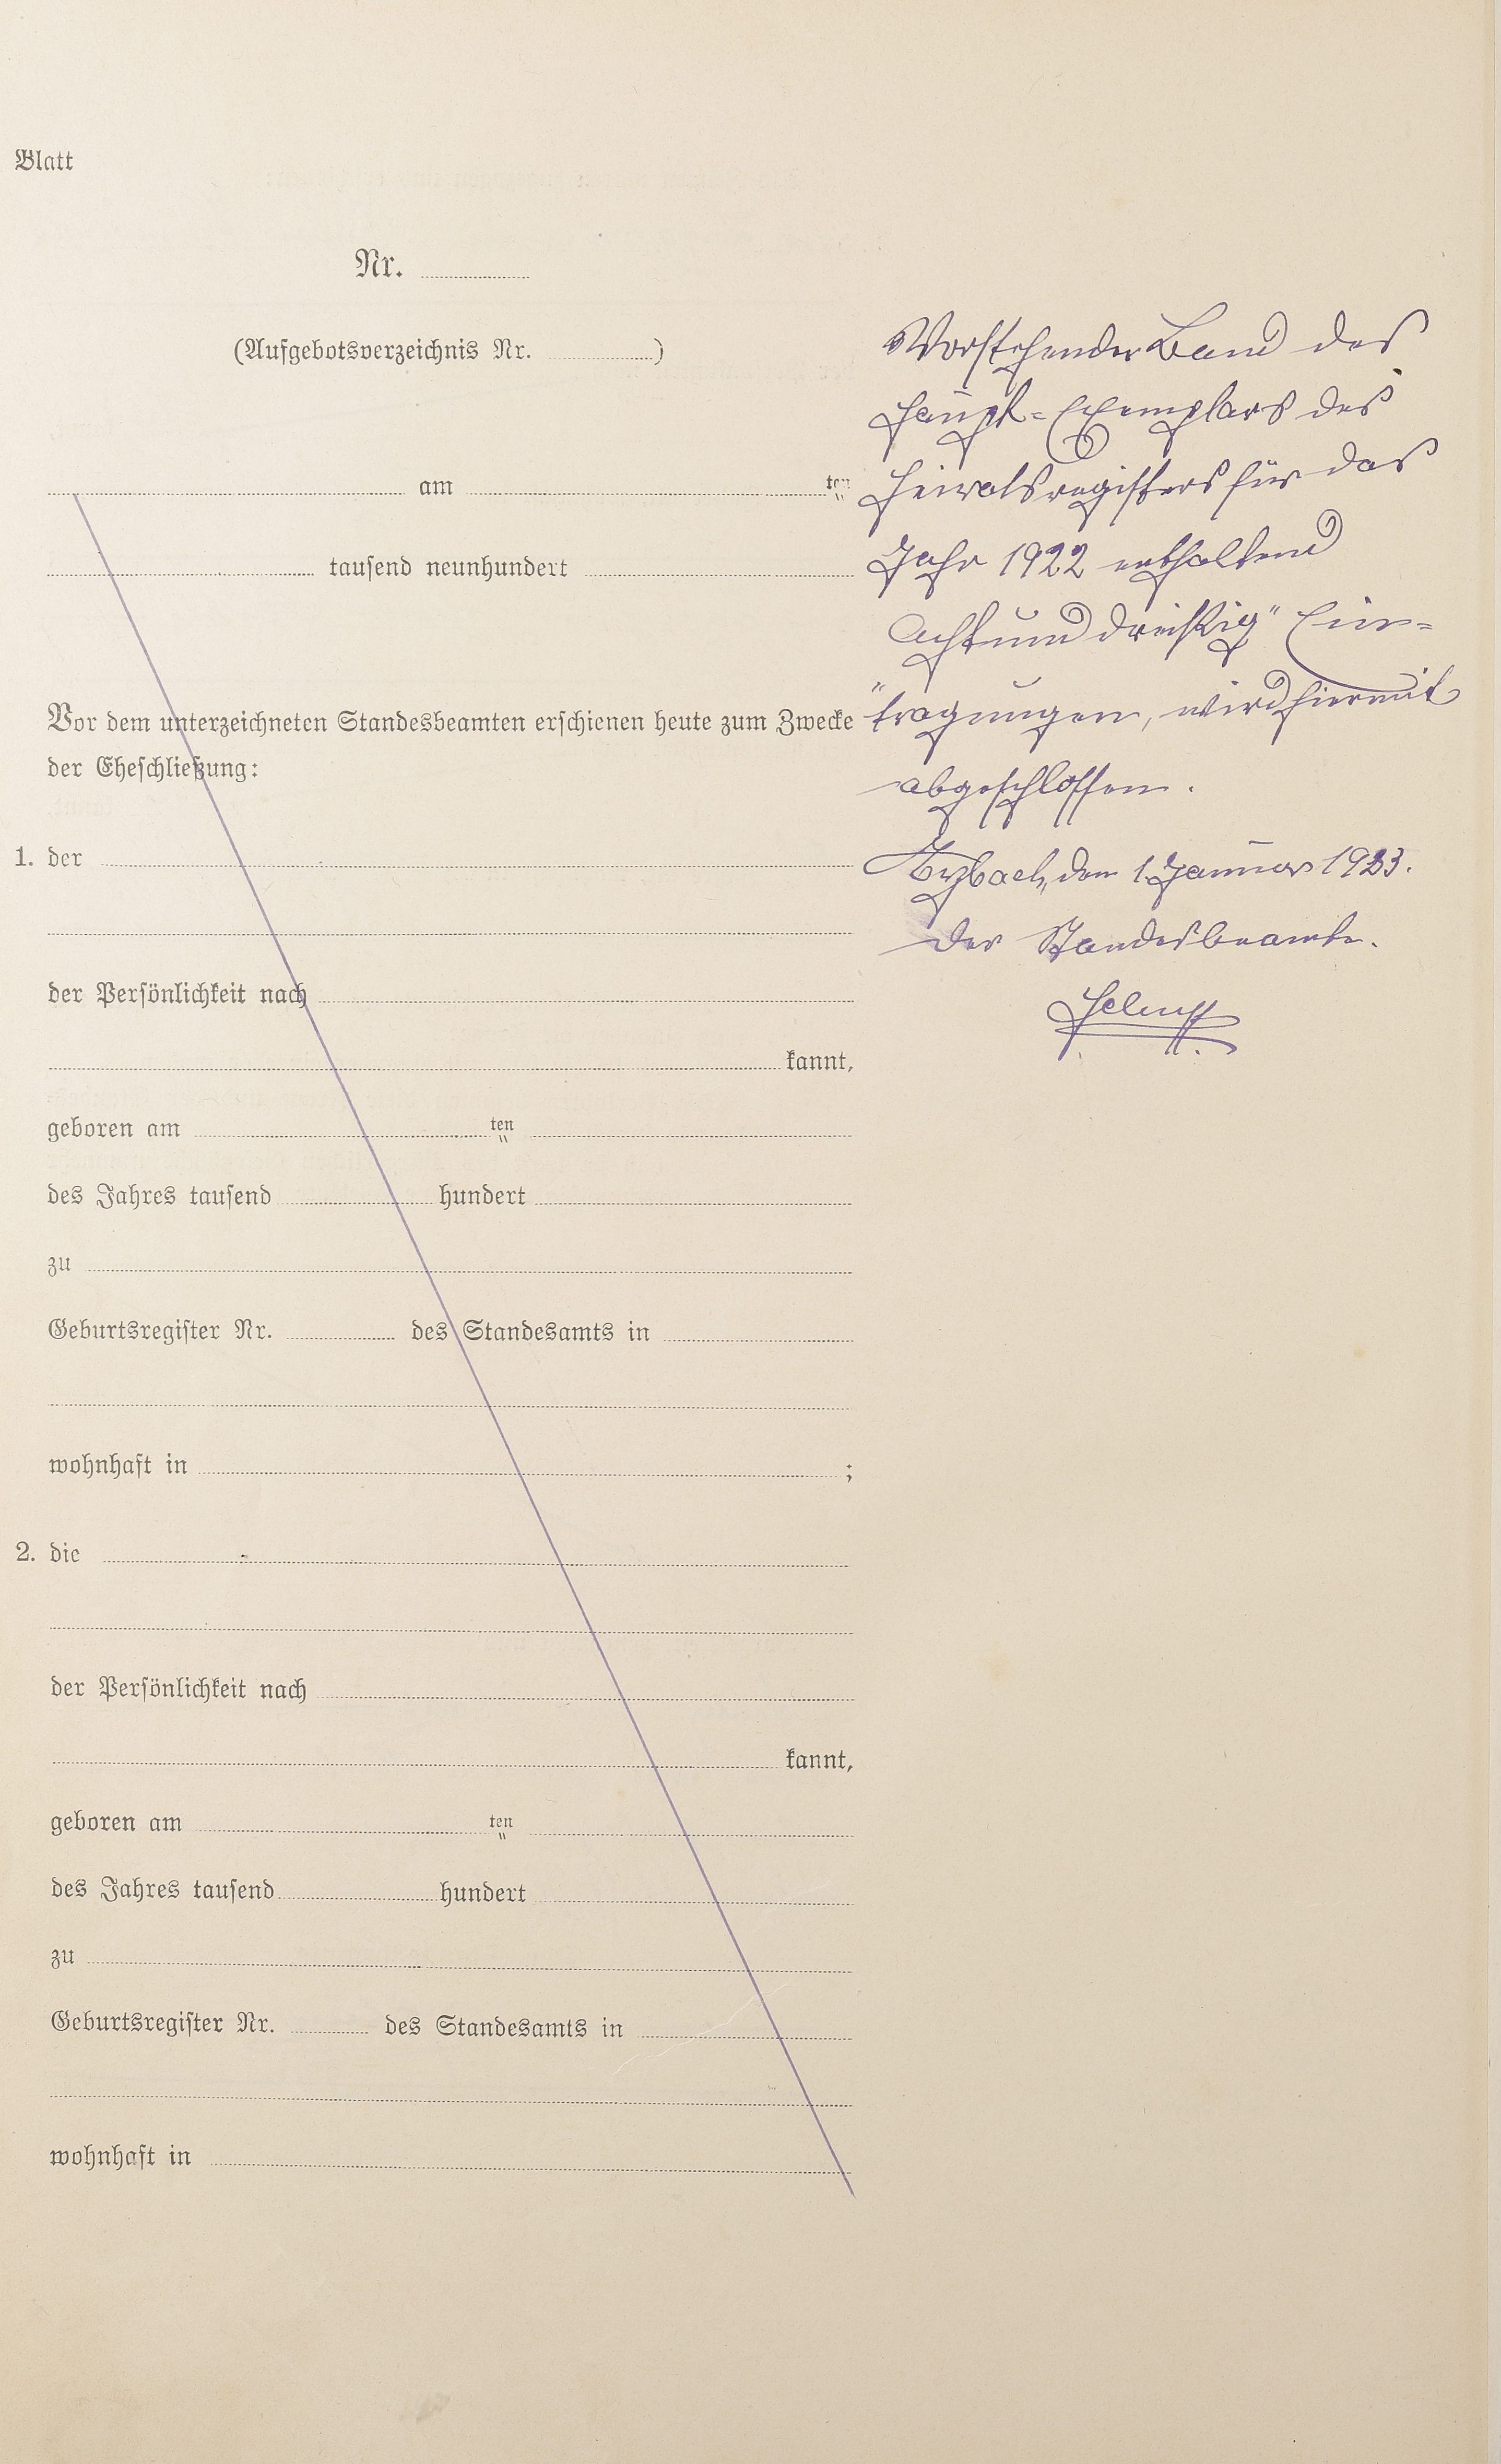 Blatt
Nr.
(Aufgebotsverzeichnis Nr. )
am ten
tausend neunhundert
Vor dem unterzeichneten Standesbeamten erschienen heute zum Zwecke
der Eheschließung:
1. der
der Persönlichkeit nach
kannt,
geboren am ten
des Jahres tausend hundert
zu
Geburtsregister Nr. des Standesamts in
wohnhaft in ;
2. die
der Persönlichkeit nach
kannt,
geboren am ten
des Jahres tausend hundert
zu
Geburtsregister Nr. des Standesamts in
wohnhaft in
Vorstehender Band des
Haupt-Exemplars des
Heiratsregisters für das
Jahr 1922 enthaltend
Achtunddreißig" Ein-
"tragungen, wird hiermit
abgeschlossen.
den 1. Januar 1923.
Der Standesbeamte.